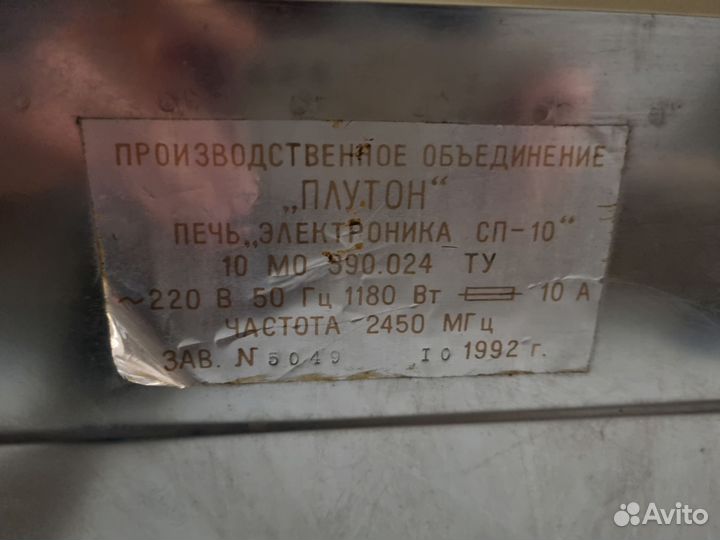 ПРОИЗВОДСТВЕННОЕ ОБЪЕДИНЕНИЕ
„ПЛУТОН“
ПЕЧЬ „ЭЛЕКТРОНИКА СП-10“
10 МО 390.024 ТУ
~220 В 50 Гц 1180 Вт 10 А
ЧАСТОТА 2450 МГц
ЗАВ. N 5049 IO 1992 г.
Avito